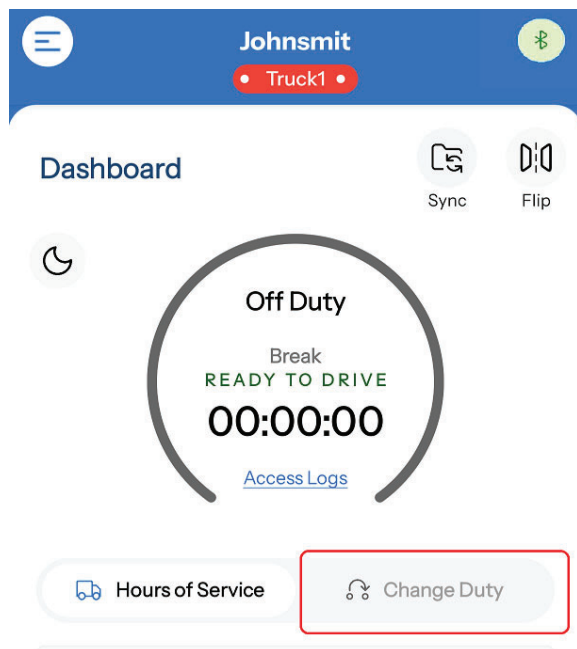 Johnsmit
Truck1
Dashboard
Sync
Flip
Off Duty
Break
READY TO DRIVE
00:00:00
Access Logs
Hours of Service
Change Duty